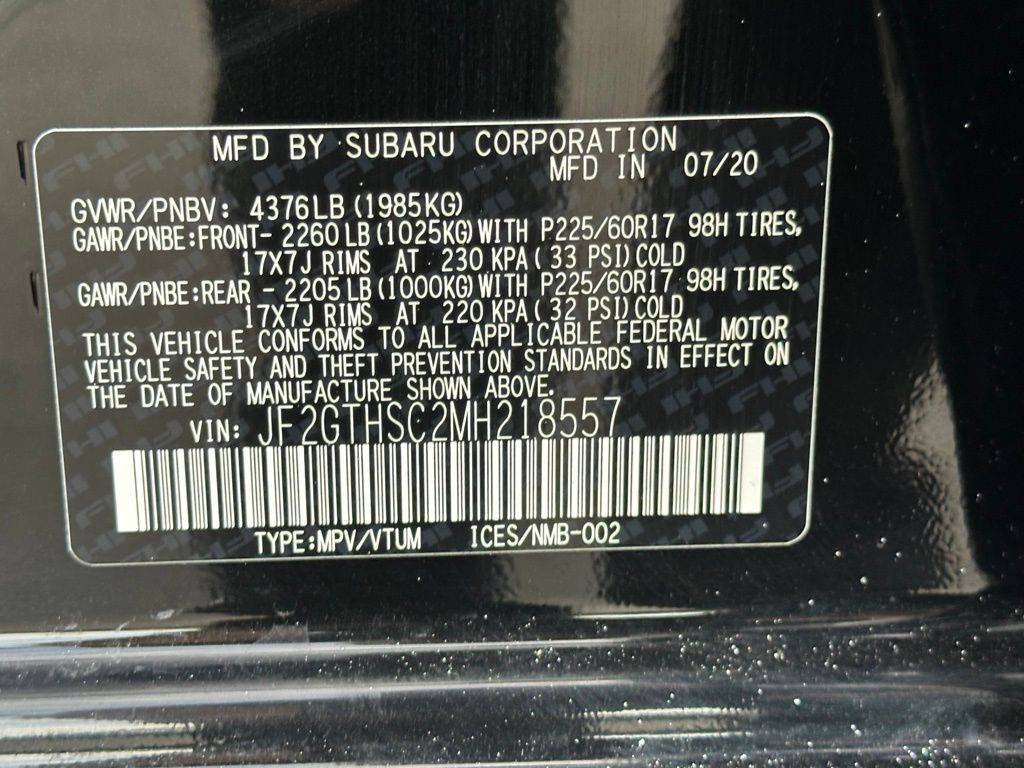 MFD BY SUBARU CORPORATION
MFD IN 07/20
GVWR/PNBV: 4376LB (1985KG)
GAWR/PNBE:FRONT- 2260 LB (1025KG) WITH P225/60R17 98H TIRES,
17X7J RIMS AT 230 KPA ( 33 PSI) COLD
GAWR/PNBE:REAR - 2205 LB (1000KG) WITH P225/60R17 98H TIRES,
17X7J RIMS AT 220 KPA ( 32 PSI) COLD
THIS VEHICLE CONFORMS TO ALL APPLICABLE FEDERAL MOTOR
VEHICLE SAFETY AND THEFT PREVENTION STANDARDS IN EFFECT ON
THE DATE OF MANUFACTURE SHOWN ABOVE.
VIN: JF2GTHSC2MH218557
TYPE:MPV/VTUM ICES/NMB-002